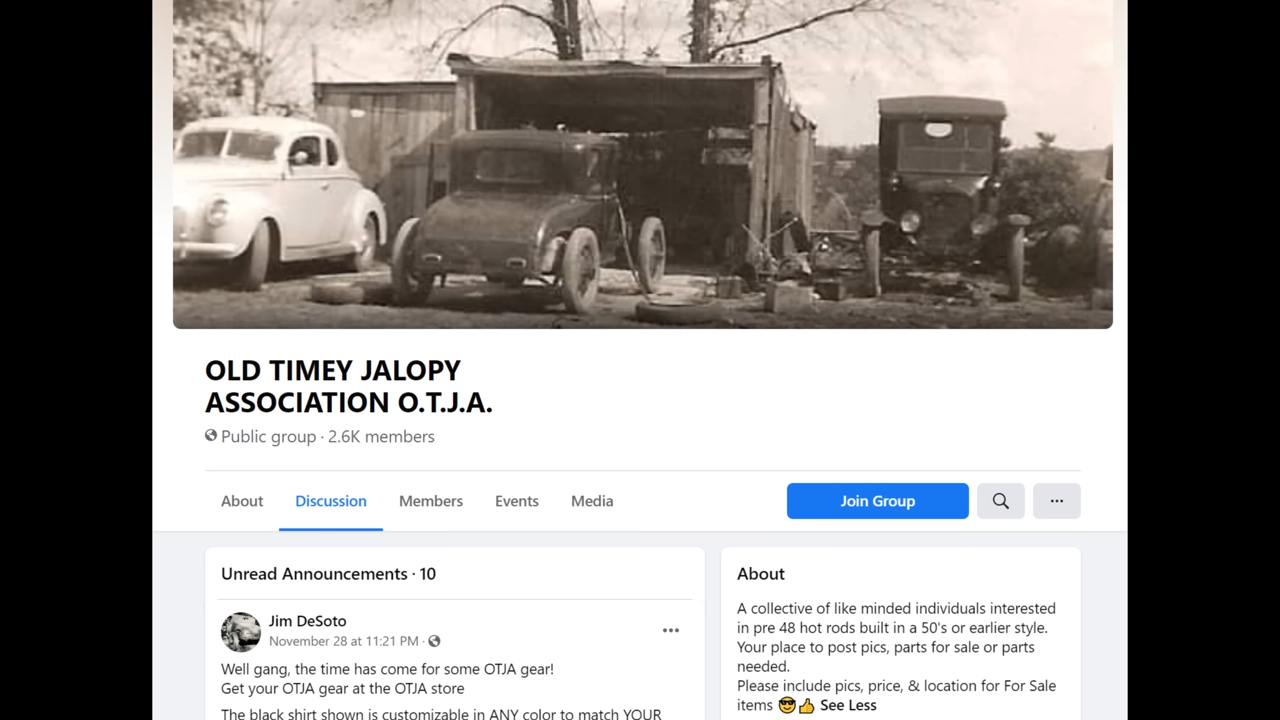 OLD TIMEY JALOPY
ASSOCIATION O.T.J.A.
Public group · 2.6K members
About
Discussion
Members
Events
Media
Join Group
Unread Announcements · 10
Jim DeSoto
November 28 at 11:21 PM ·
Well gang, the time has come for some OTJA gear!
Get your OTJA gear at the OTJA store
The black shirt shown is customizable in ANY color to match YOUR
About
A collective of like minded individuals interested
in pre 48 hot rods built in a 50's or earlier style.
Your place to post pics, parts for sale or parts
needed.
Please include pics, price, & location for For Sale
items 😎👍 See Less